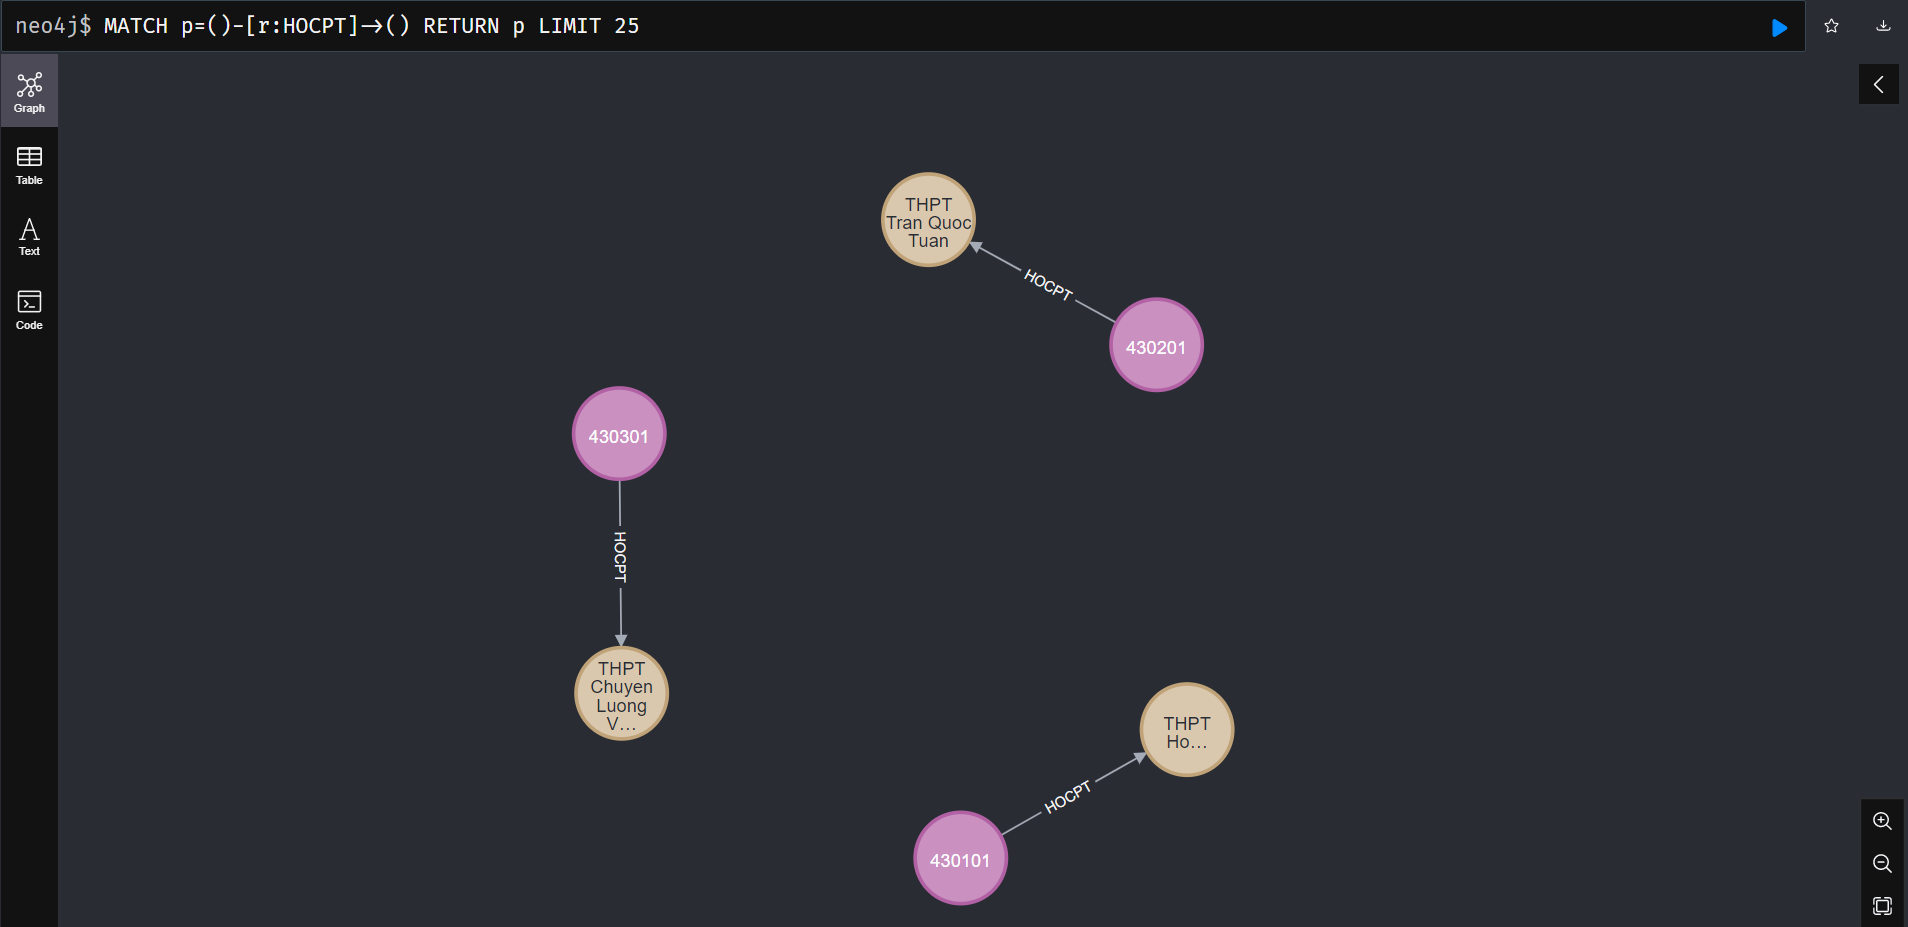 neo4j$ MATCH p=()-[r:HOCPT]->() RETURN p LIMIT 25
Graph
Table
Text
Code
THPT
Tran Quoc
Tuan
HOCPT
430201
430301
HOCPT
THPT
Chuyen
Luong
V...
THPT
Ho...
HOCPT
430101